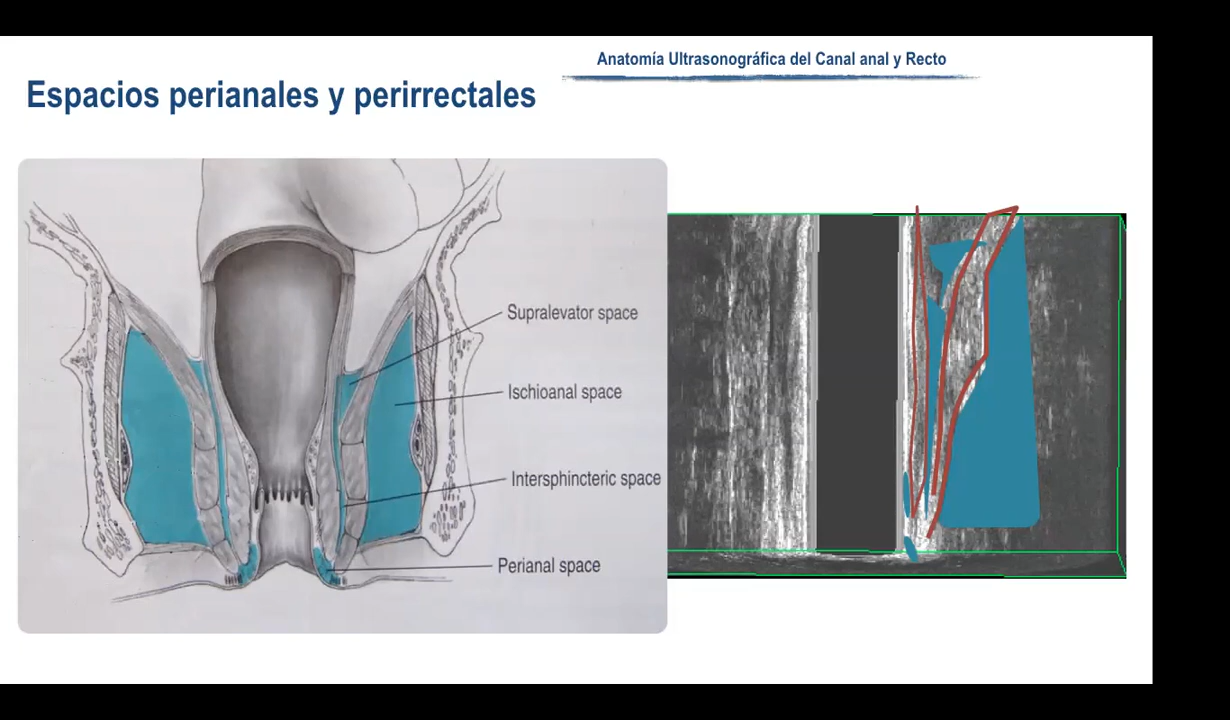 Anatomía Ultrasonográfica del Canal anal y Recto
Espacios perianales y perirrectales
Supralevator space
Ischioanal space
Intersphincteric space
Perianal space